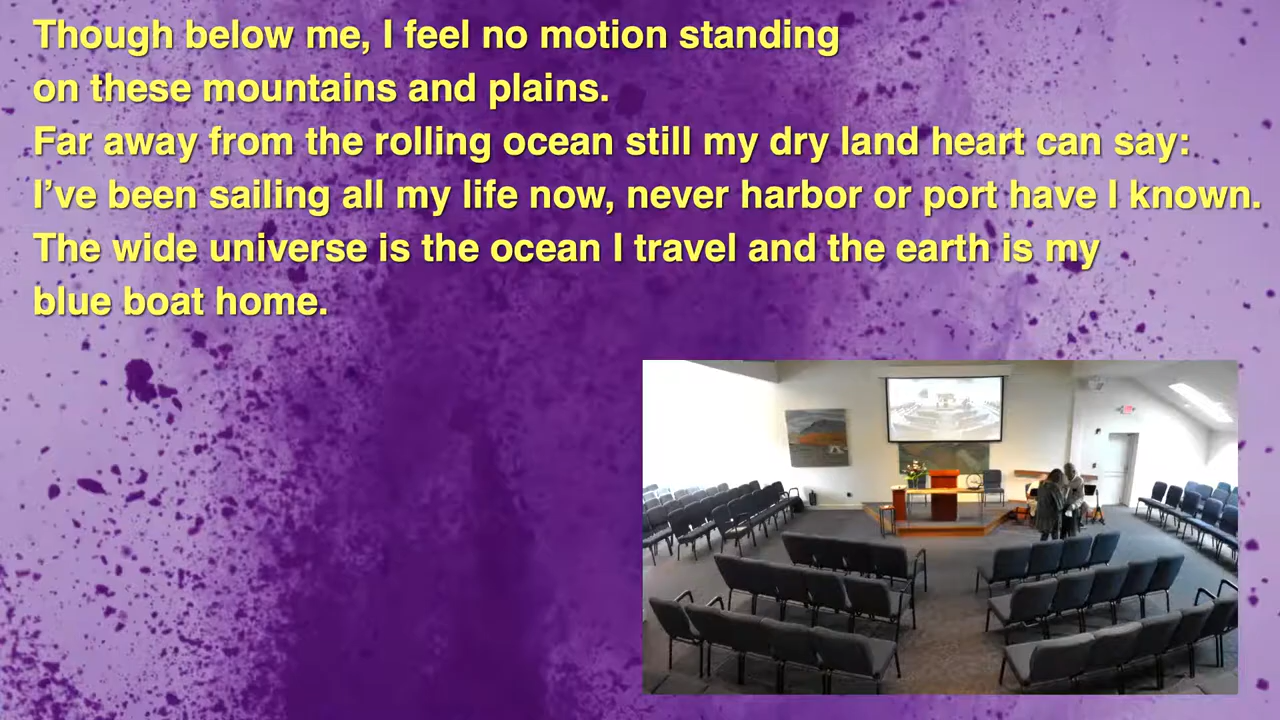 Though below me, I feel no motion standing
on these mountains and plains.
Far away from the rolling ocean still my dry land heart can say:
I’ve been sailing all my life now, never harbor or port have I known.
The wide universe is the ocean I travel and the earth is my
blue boat home.